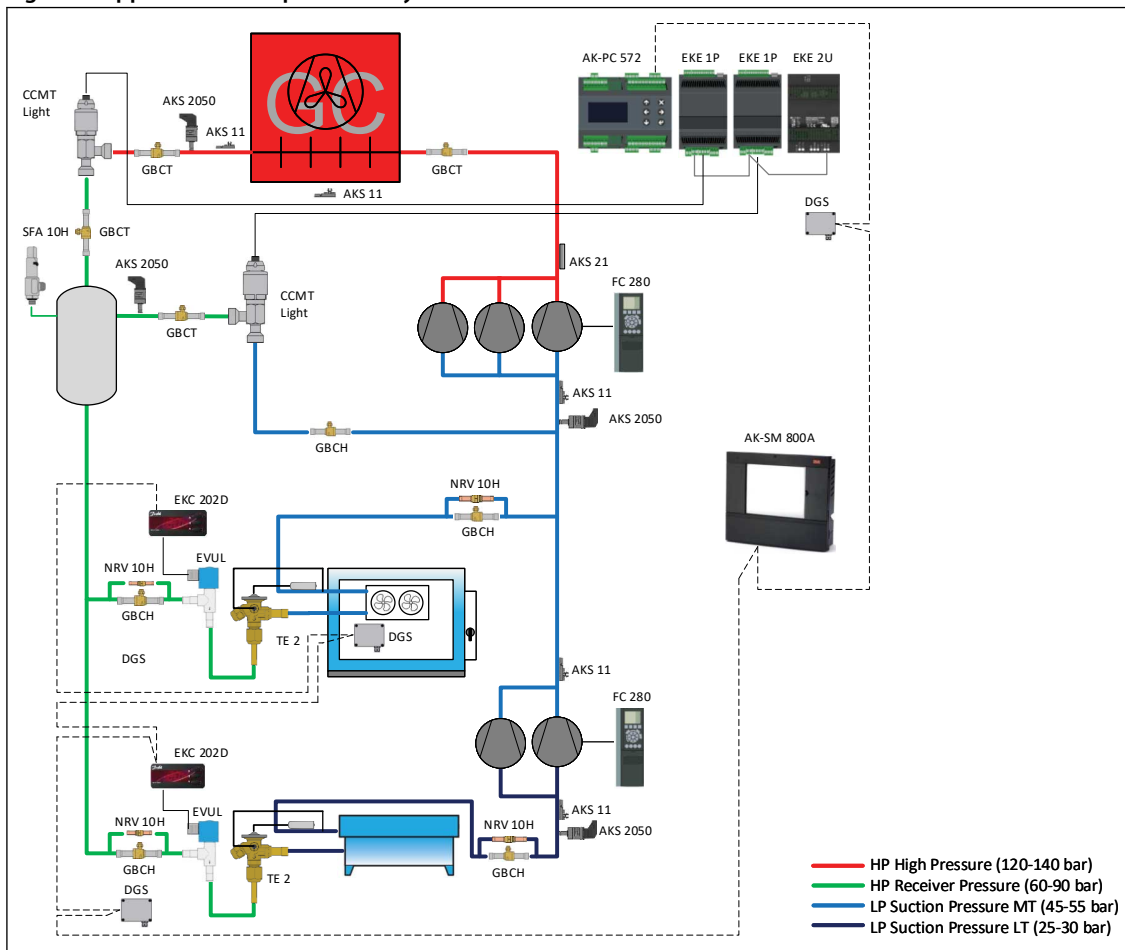 AK-PC 572
EKE 1P
EKE 1P
EKE 2U
CCMT
Light
AKS 2050
AKS 11
GC
GBCT
GBCT
AKS 11
SFA 10H
GBCT
DGS
AKS 2050
AKS 21
CCMT
Light
FC 280
GBCT
AKS 11
AKS 2050
GBCH
AK-SM 800A
NRV 10H
EKC 202D
GBCH
EVUL
NRV 10H
GBCH
TE 2
DGS
DGS
AKS 11
FC 280
EKC 202D
AKS 11
EVUL
NRV 10H
NRV 10H
AKS 2050
GBCH
TE 2
GBCH
DGS
HP High Pressure (120-140 bar)
HP Receiver Pressure (60-90 bar)
LP Suction Pressure MT (45-55 bar)
LP Suction Pressure LT (25-30 bar)